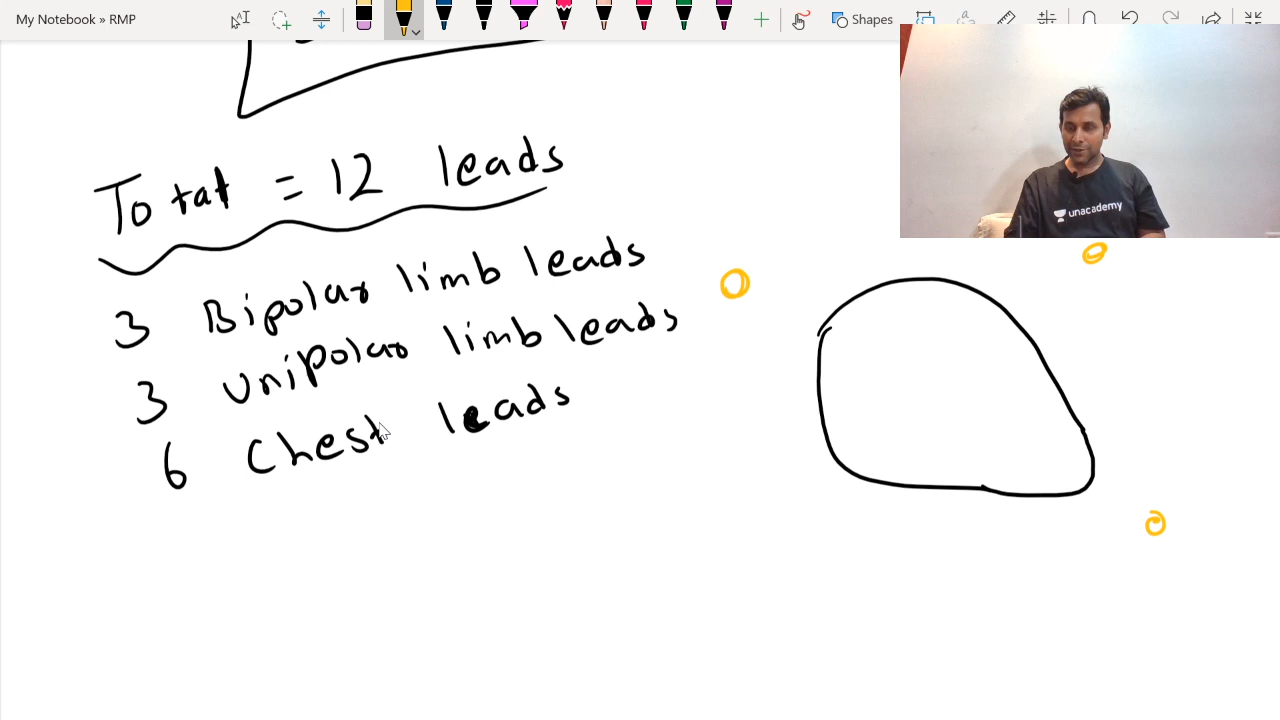 My Notebook » RMP
Shapes
unacademy
Total = 12 leads
3 Bipolar limb leads
3 Unipolar limb leads
6 Chest leads